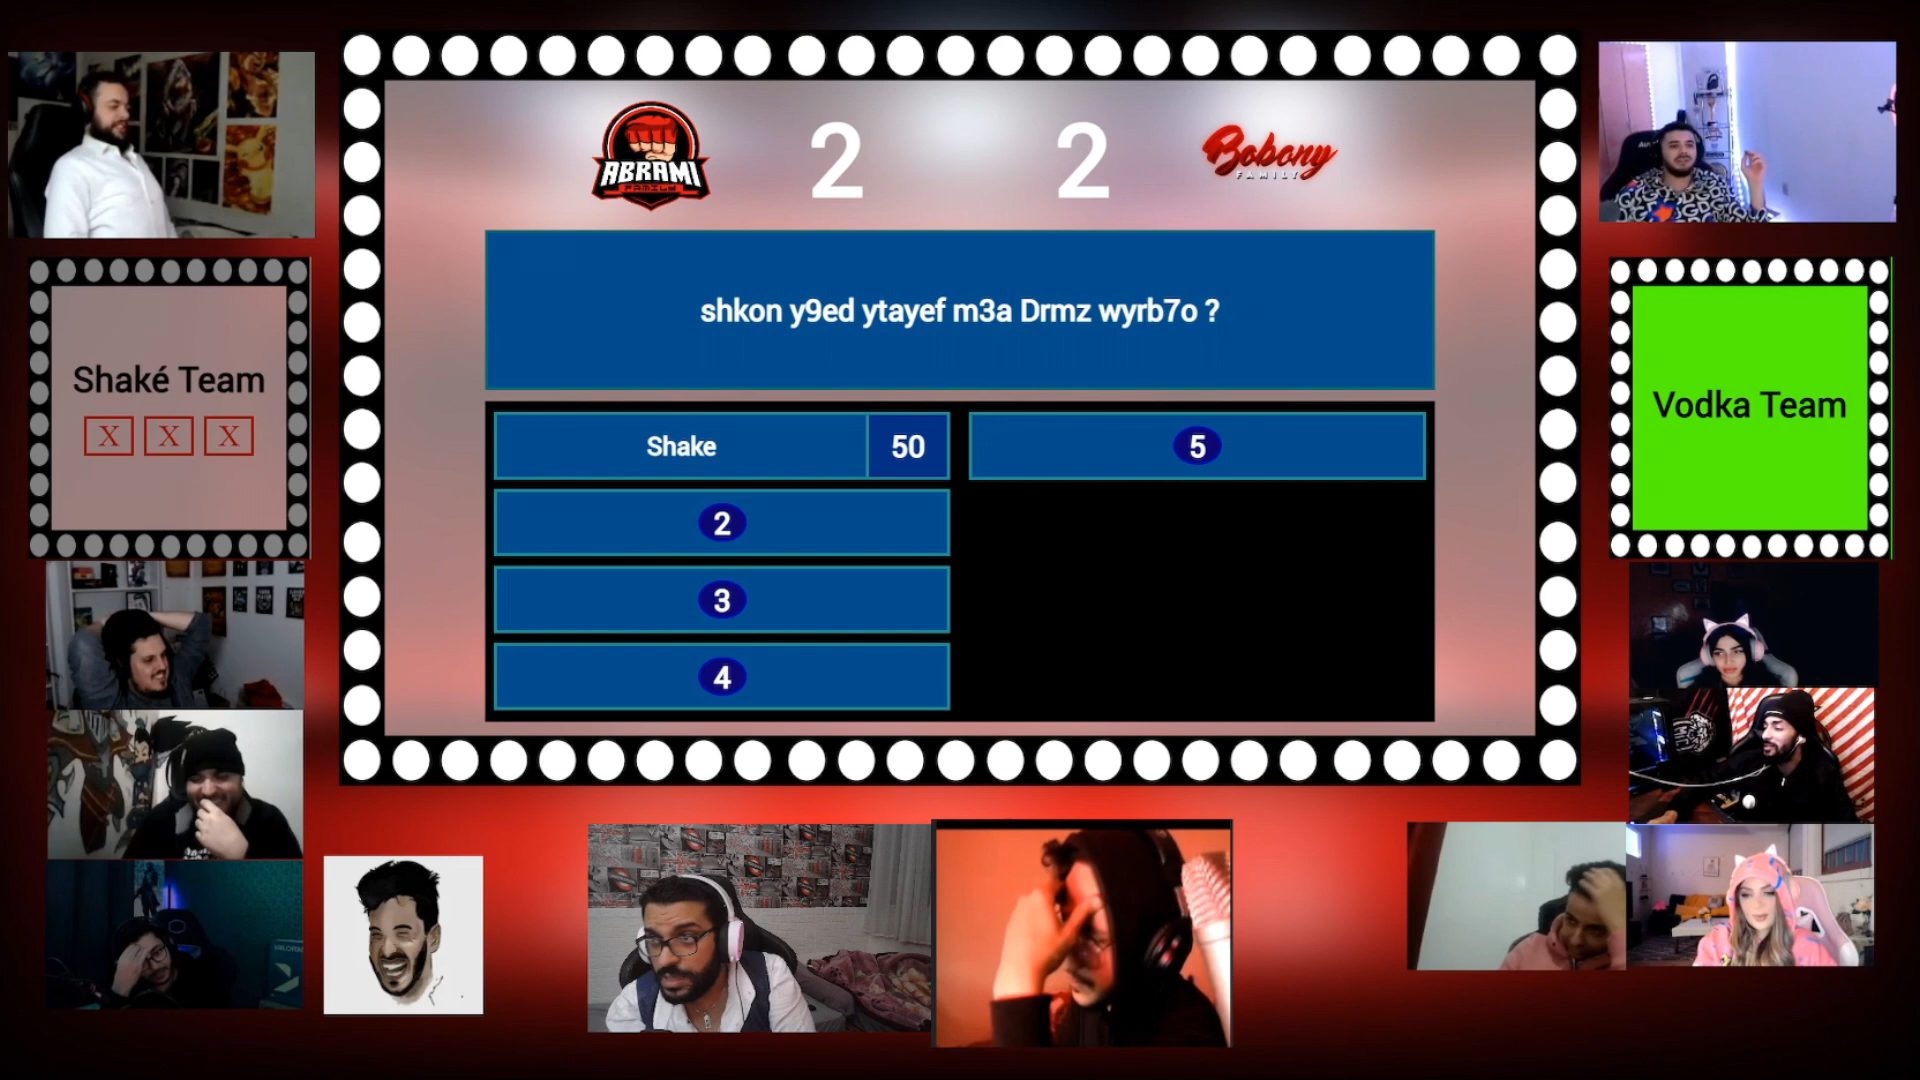 ABRAMI
FAMILY
2
2
Bobony
FAMILY
shkon y9ed ytayef m3a Drmz wyrb7o ?
Shaké Team
X X X
Vodka Team
Shake
50
5
2
3
4